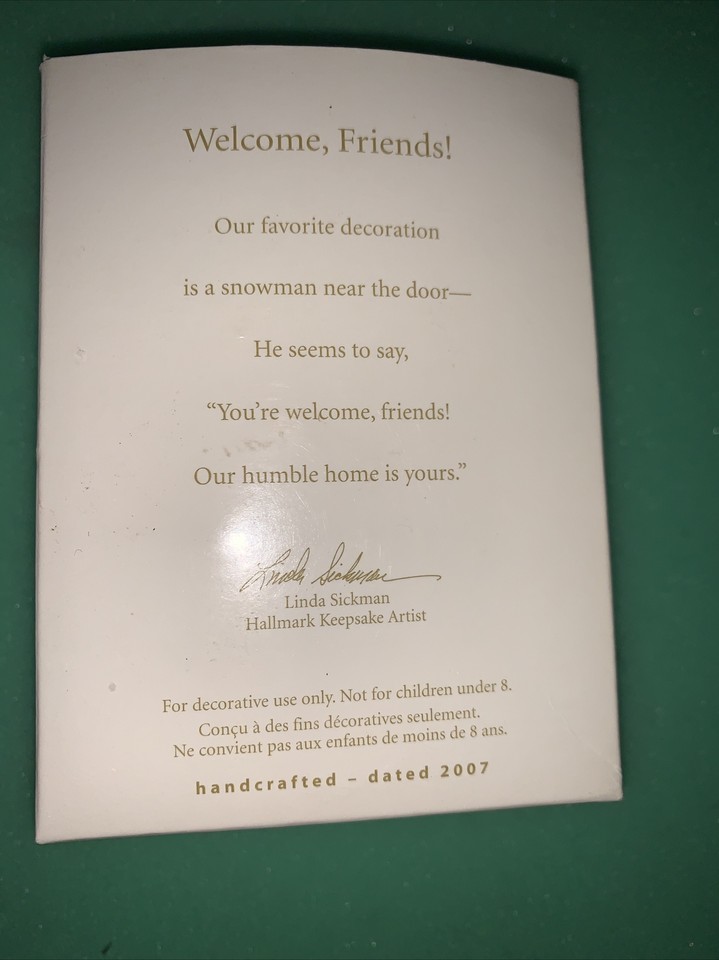 Welcome, Friends!
Our favorite decoration
is a snowman near the door—
He seems to say,
“You’re welcome, friends!
Our humble home is yours.”
Linda Sickman
Linda Sickman
Hallmark Keepsake Artist
For decorative use only. Not for children under 8.
Conçu à des fins décoratives seulement.
Ne convient pas aux enfants de moins de 8 ans.
handcrafted – dated 2007